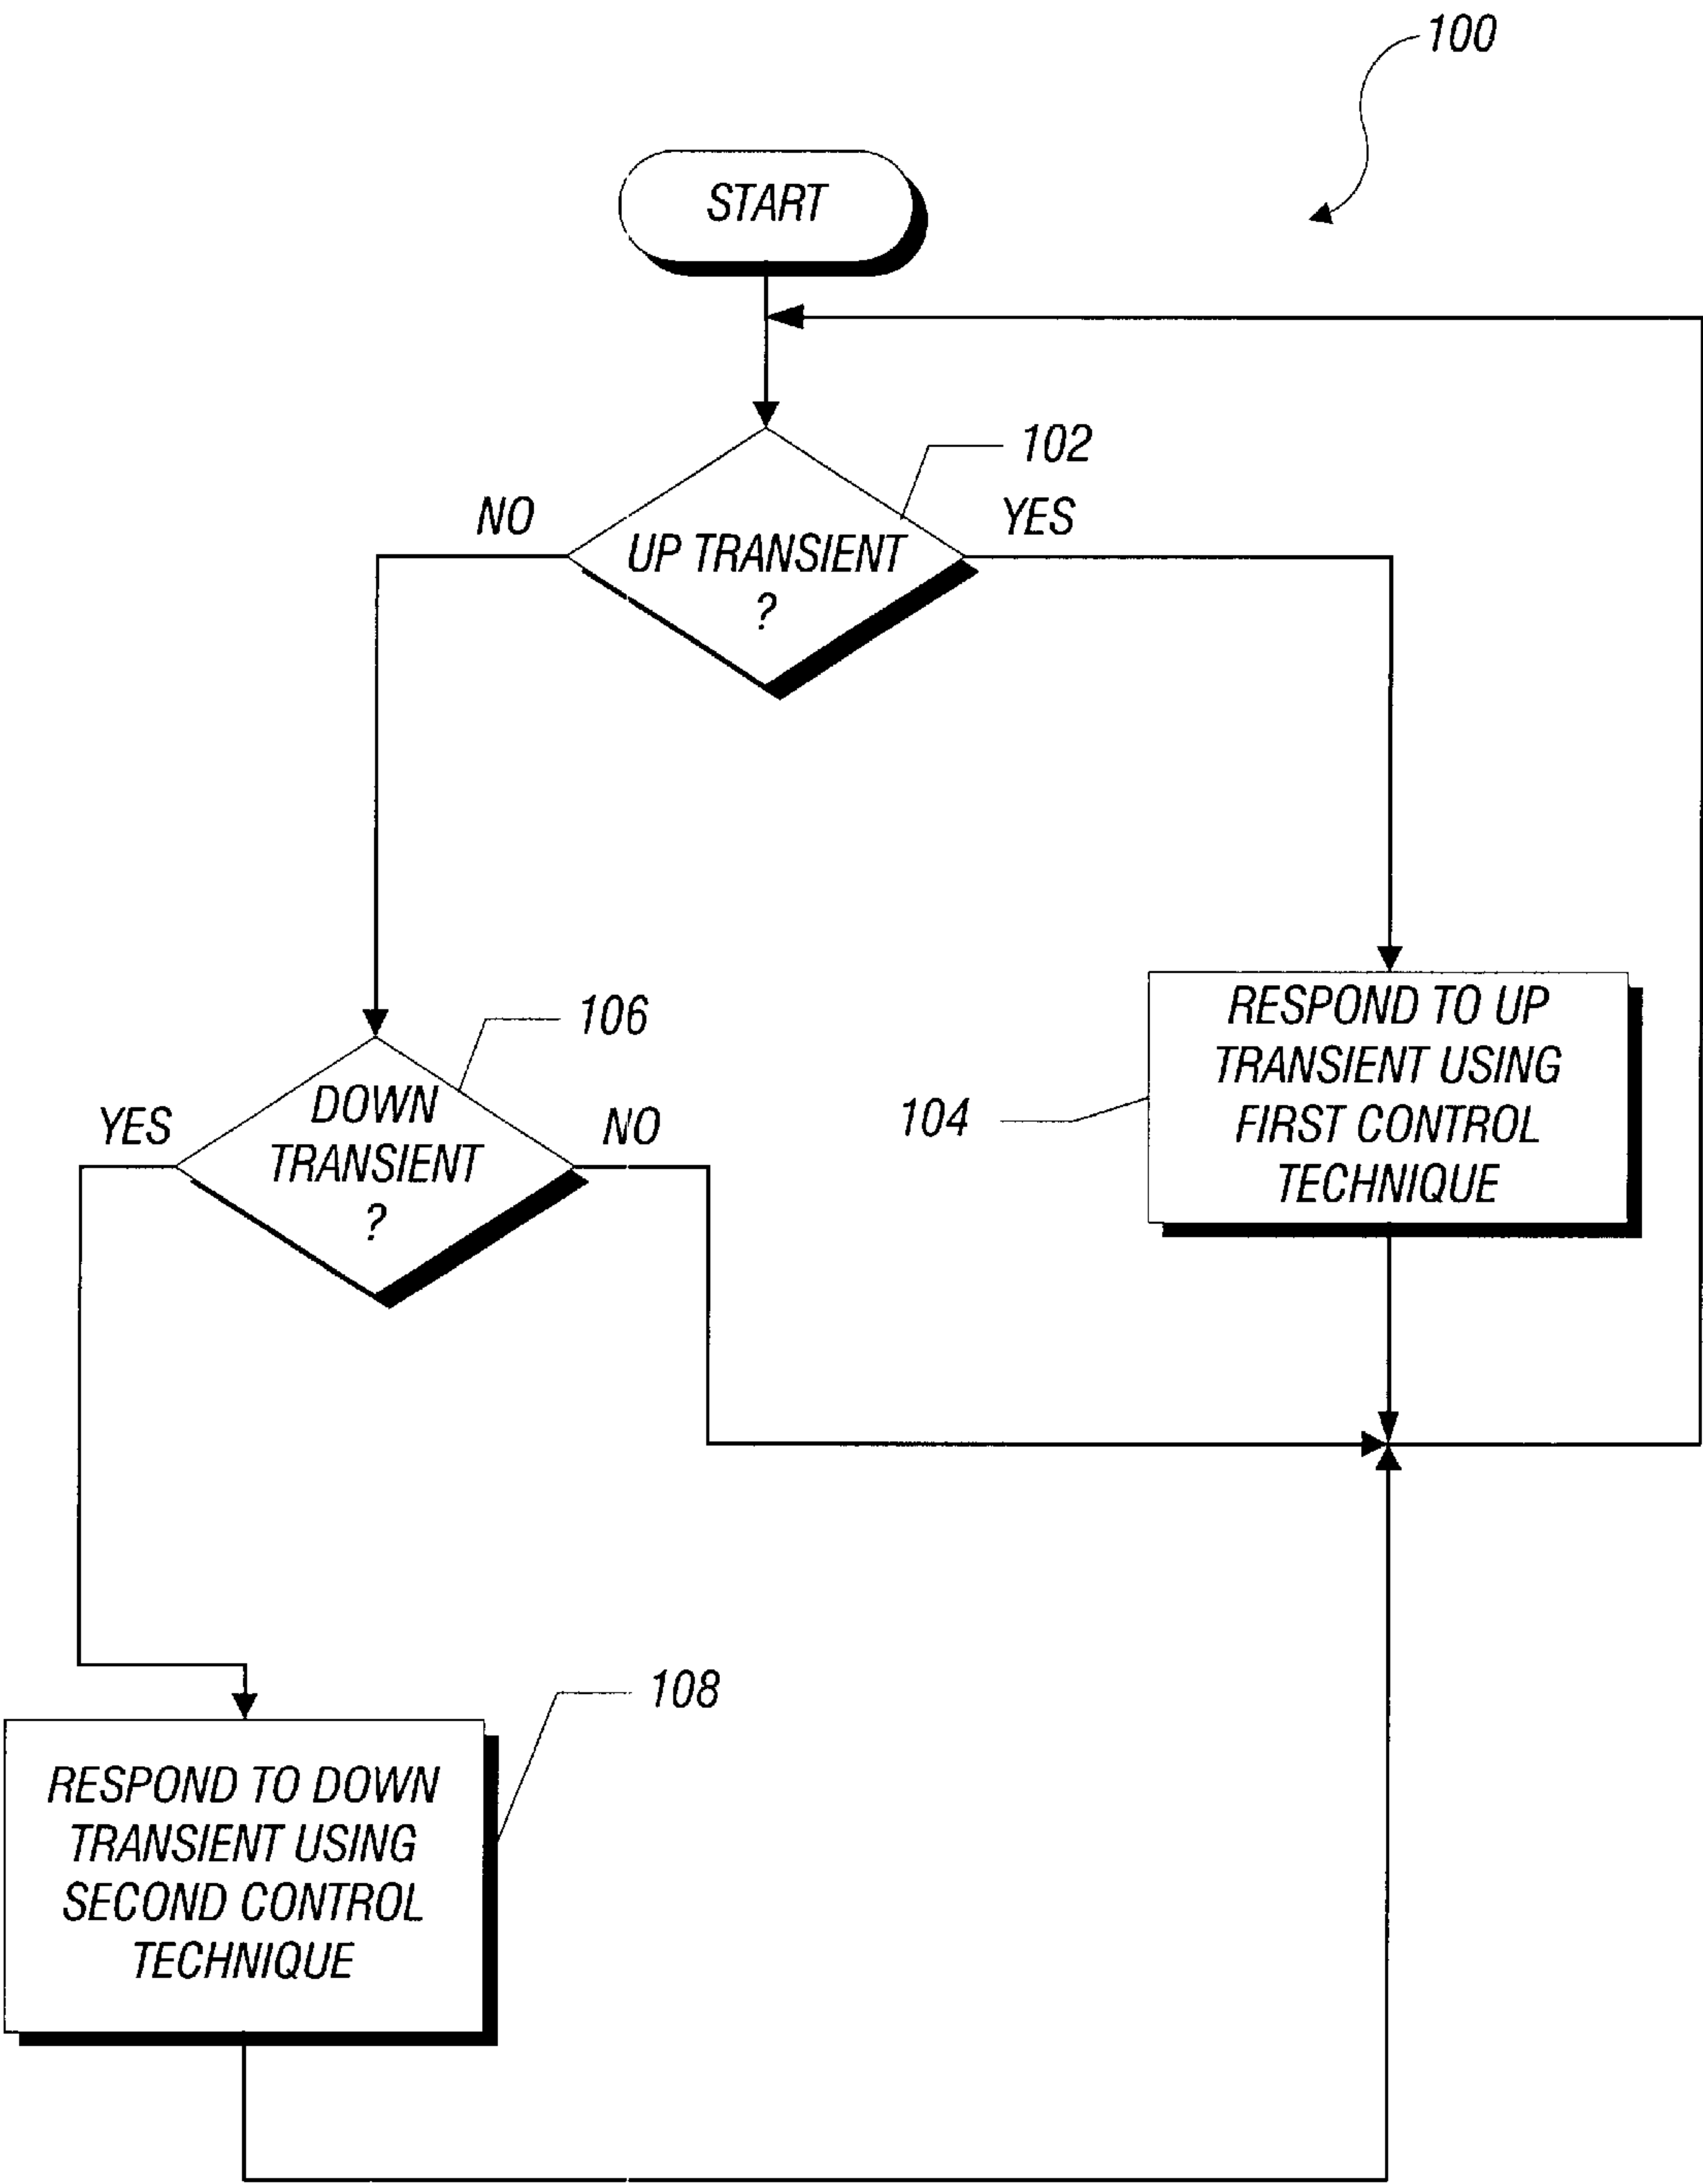 100
START
102
NO
YES
UP TRANSIENT
?
106
DOWN
TRANSIENT
?
YES
NO
RESPOND TO UP
TRANSIENT USING
FIRST CONTROL
TECHNIQUE
104
108
RESPOND TO DOWN
TRANSIENT USING
SECOND CONTROL
TECHNIQUE